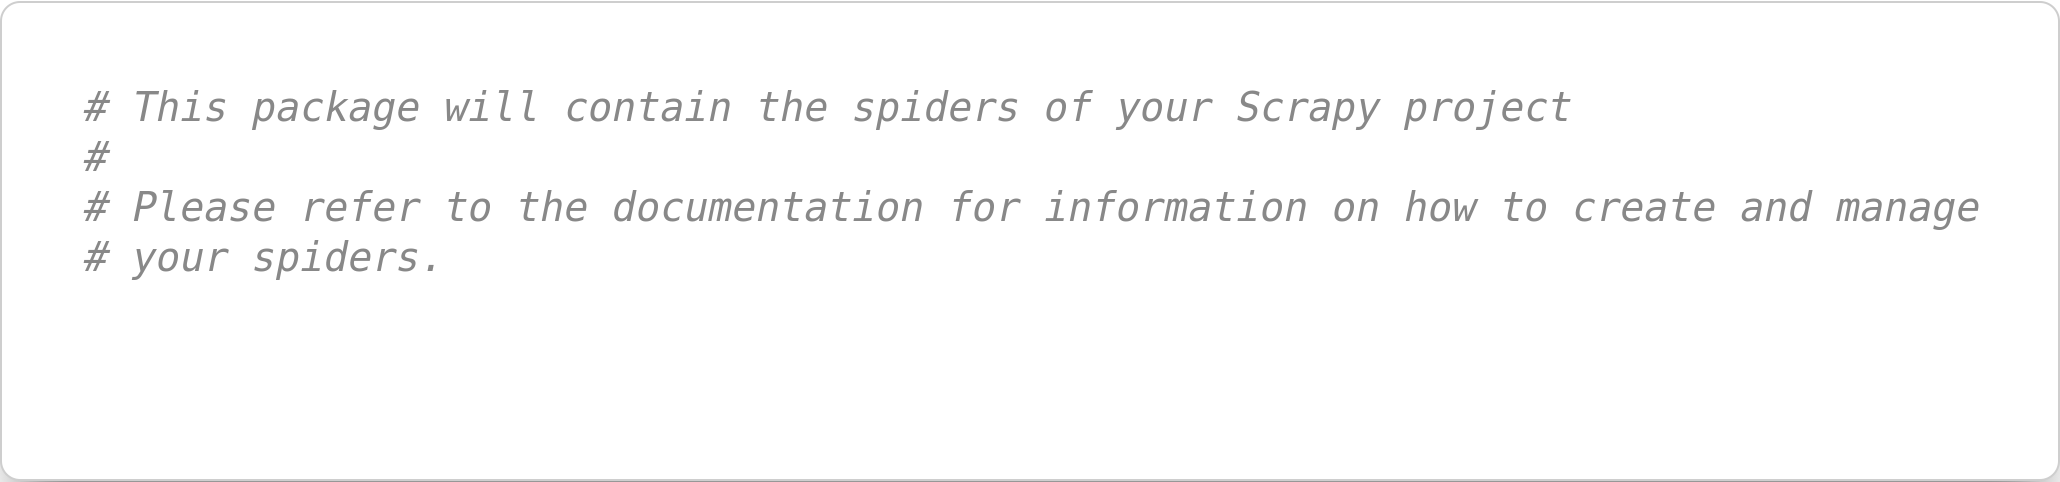 # This package will contain the spiders of your Scrapy project
#
# Please refer to the documentation for information on how to create and manage
# your spiders.